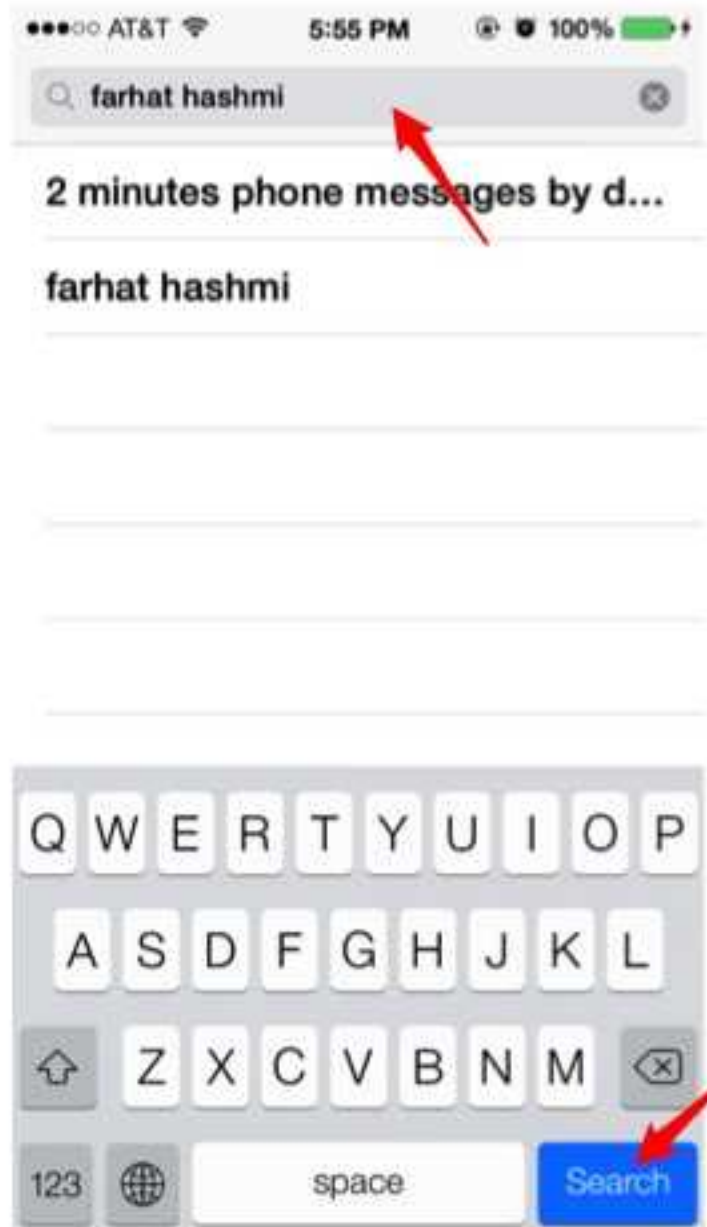 AT&T 5:55 PM 100%
farhat hashmi
2 minutes phone messages by d...
farhat hashmi
Q W E R T Y U I O P
A S D F G H J K L
Z X C V B N M
123 space Search